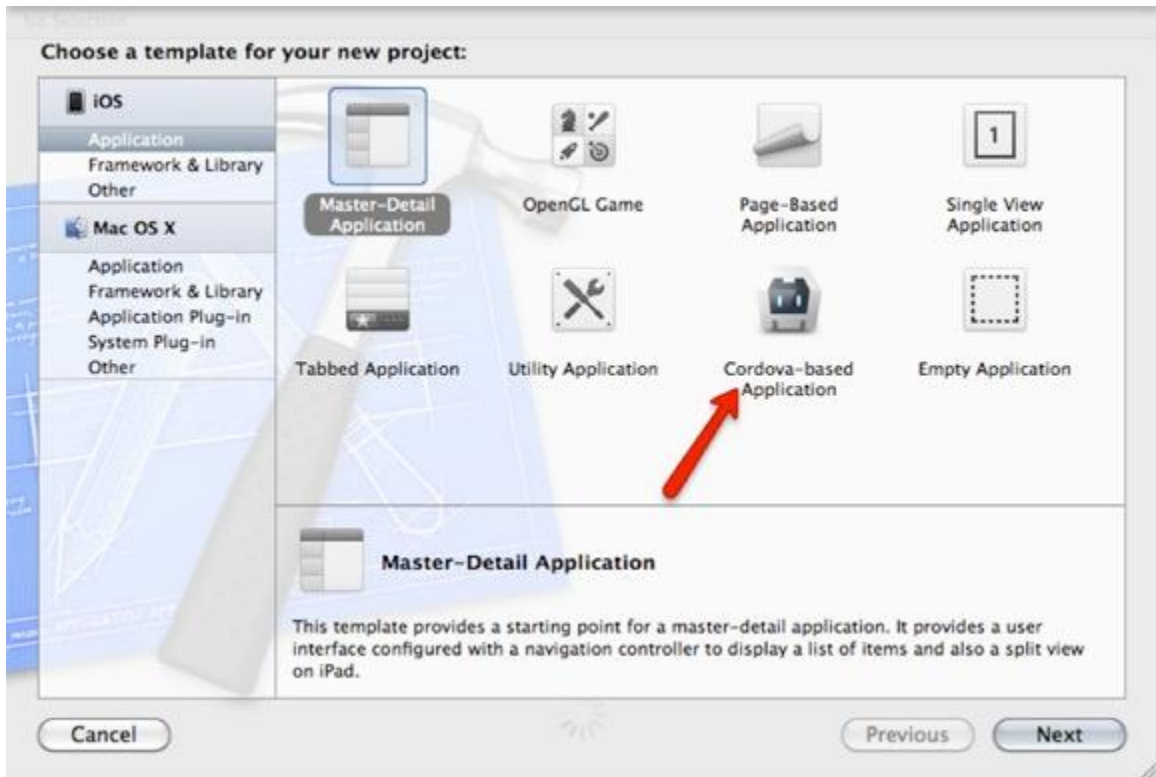 Choose a template for your new project:
iOS
Application
Framework & Library
Other
Mac OS X
Application
Framework & Library
Application Plug-in
System Plug-in
Other
Master-Detail
Application
OpenGL Game
Page-Based
Application
1
Single View
Application
Tabbed Application
Utility Application
Cordova-based
Application
Empty Application
Master-Detail Application
This template provides a starting point for a master-detail application. It provides a user
interface configured with a navigation controller to display a list of items and also a split view
on iPad.
Cancel
Previous
Next